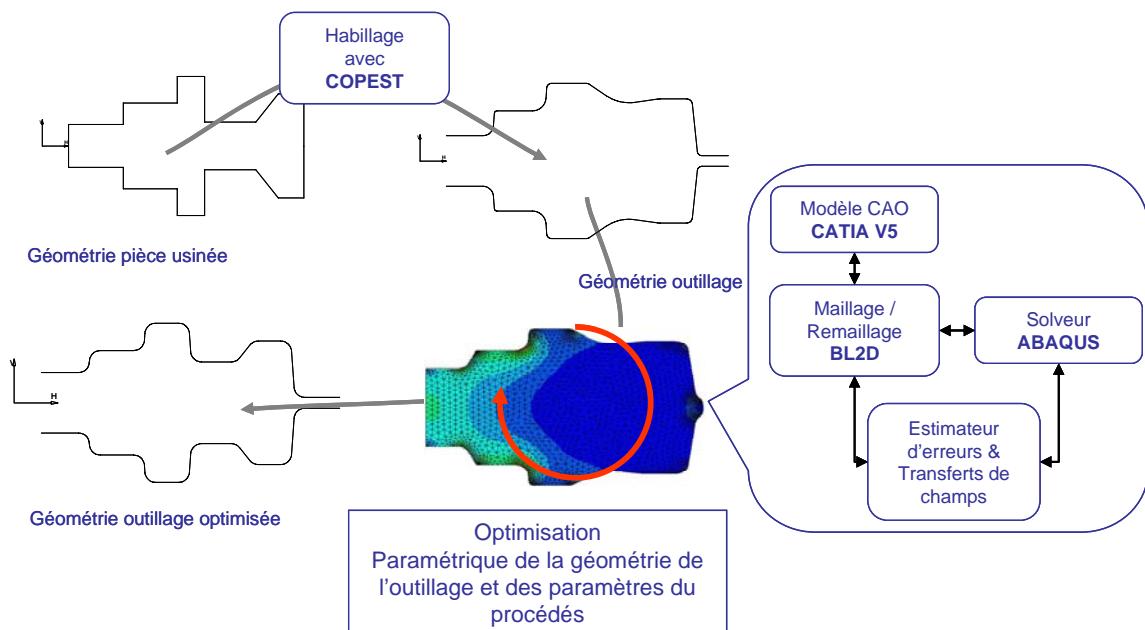 Habillage
avec
COPEST
Géométrie pièce usinée
Géométrie outillage
Modèle CAO
CATIA V5
Maillage /
Remaillage
BL2D
Solveur
ABAQUS
Estimateur
d'erreurs &
Transferts de
champs
H
Géométrie outillage optimisée
Optimisation
Paramétrique de la géométrie de
l'outillage et des paramètres du
procédés